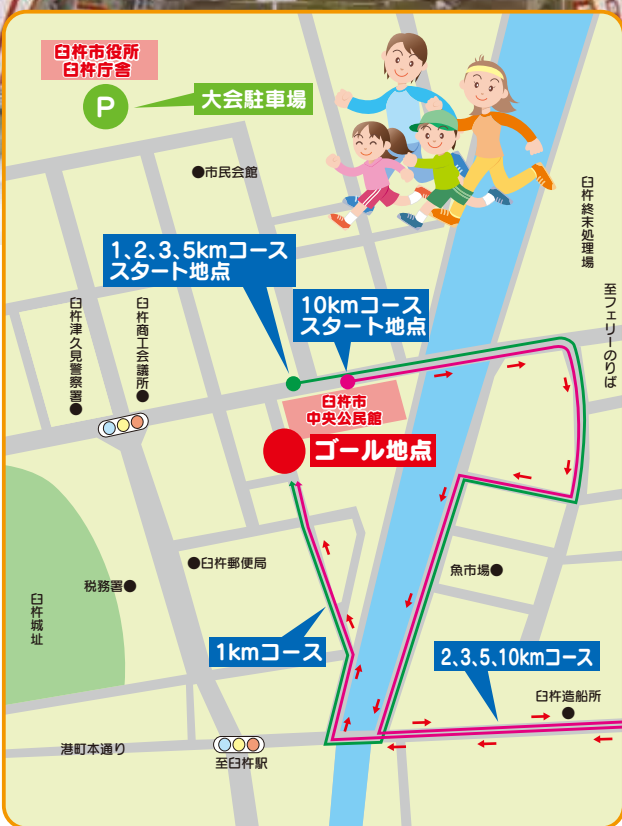 臼杵市役所
臼杵庁舎
P
大会駐車場
●市民会館
臼杵終末処理場
1、2、3、5kmコース
スタート地点
10kmコース
スタート地点
至フェリーのりば
臼杵津久見警察署●
臼杵商工会議所●
臼杵市
中央公民館
ゴール地点
●臼杵郵便局
魚市場●
税務署●
臼杵城址
1kmコース
2、3、5、10kmコース
臼杵造船所
港町本通り
至臼杵駅